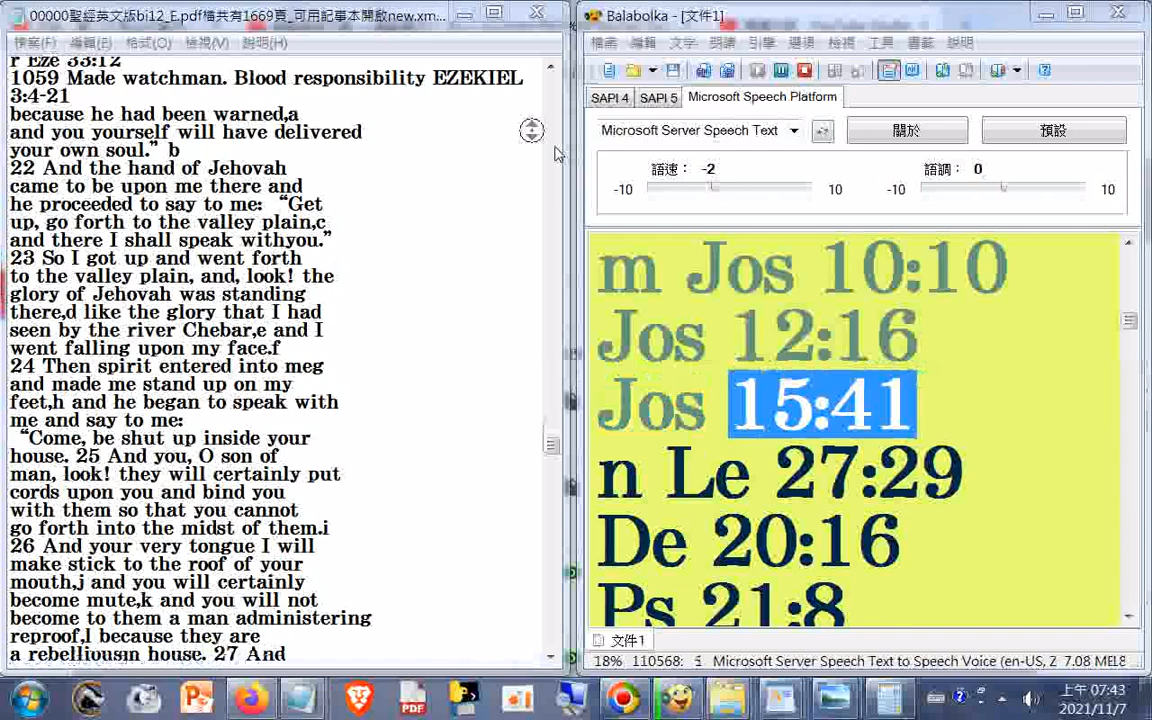 00000聖經英文版bi12_E.pdf檔共有1669頁_可用記事本開啟new.xm...
檔案(F) 編輯(E) 格式(O) 檢視(V) 說明(H)
r Eze 33:12
1059 Made watchman. Blood responsibility EZEKIEL
3:4-21
because he had been warned,a
and you yourself will have delivered
your own soul.” b
22 And the hand of Jehovah
came to be upon me there and
he proceeded to say to me: “Get
up, go forth to the valley plain,c
and there I shall speak withyou.”
23 So I got up and went forth
to the valley plain, and, look! the
glory of Jehovah was standing
there,d like the glory that I had
seen by the river Chebar,e and I
went falling upon my face.f
24 Then spirit entered into meg
and made me stand up on my
feet,h and he began to speak with
me and say to me:
“Come, be shut up inside your
house. 25 And you, O son of
man, look! they will certainly put
cords upon you and bind you
with them so that you cannot
go forth into the midst of them.i
26 And your very tongue I will
make stick to the roof of your
mouth,j and you will certainly
become mute,k and you will not
become to them a man administering
reproof,l because they are
a rebelliousm house. 27 And
Balabolka - [文件1]
檔案 編輯 文字 朗讀 引擎 選項 檢視 工具 書籤 說明
SAPI 4 SAPI 5 Microsoft Speech Platform
Microsoft Server Speech Text 關於 預設
語速： -2 語調： 0
-10 10 -10 10
m Jos 10:10
Jos 12:16
Jos 15:41
n Le 27:29
De 20:16
Ps 21:8
文件1
18% 110568: Microsoft Server Speech Text to Speech Voice (en-US, Z 7.08 MEL8
上午 07:43
2021/11/7